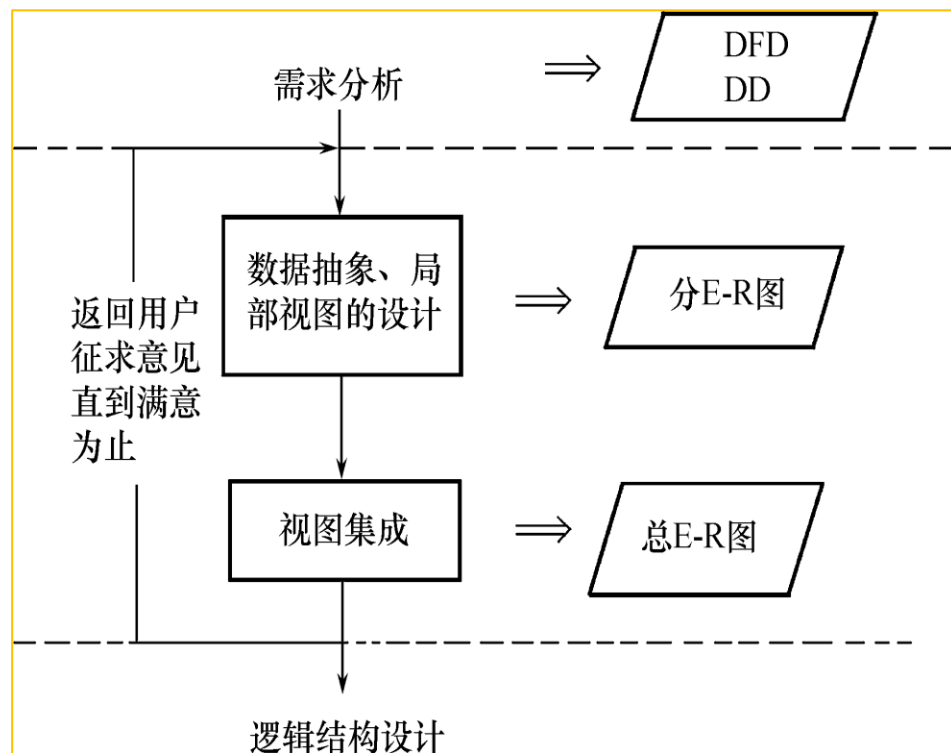 DFD
DD
需求分析
数据抽象、局
部视图的设计
分E-R图
返回用户
征求意见
直到满意
为止
视图集成
总E-R图
逻辑结构设计